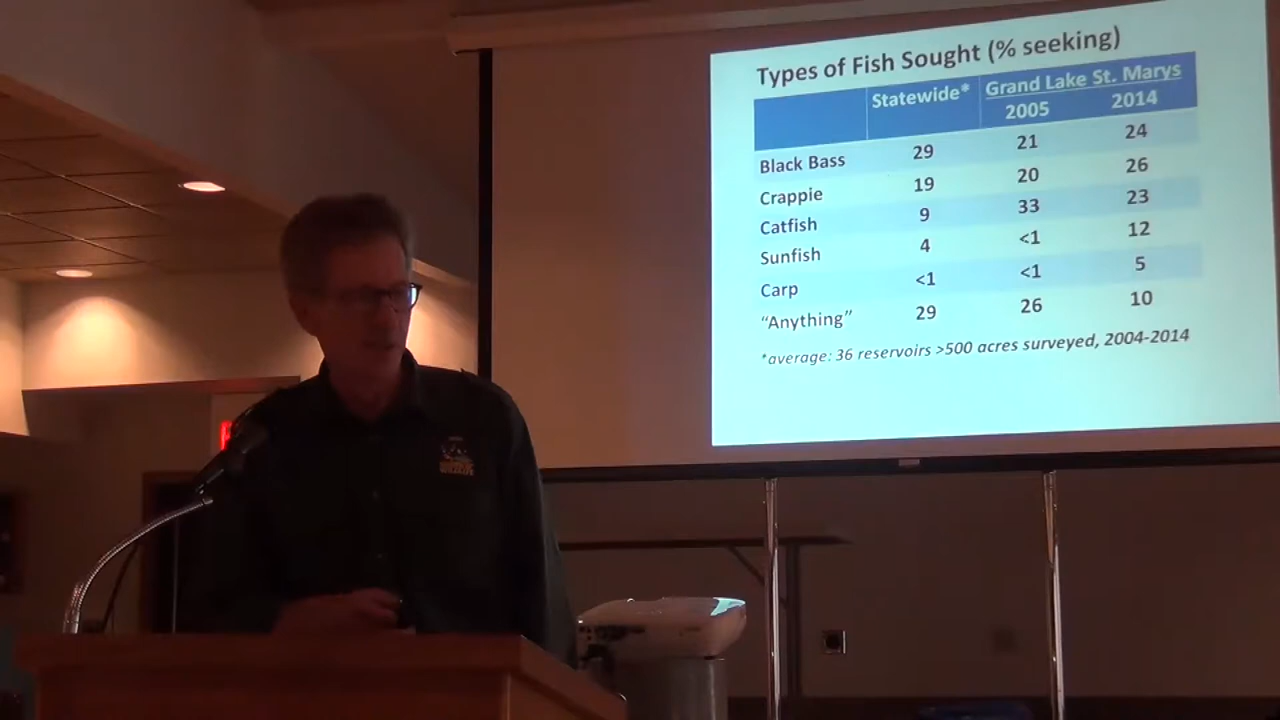 Types of Fish Sought (% seeking)
Statewide* Grand Lake St. Marys
2005 2014
Black Bass 29 21 24
Crappie 19 20 26
Catfish 9 33 23
Sunfish 4 <1 12
Carp <1 <1 5
“Anything” 29 26 10
*average: 36 reservoirs >500 acres surveyed, 2004-2014